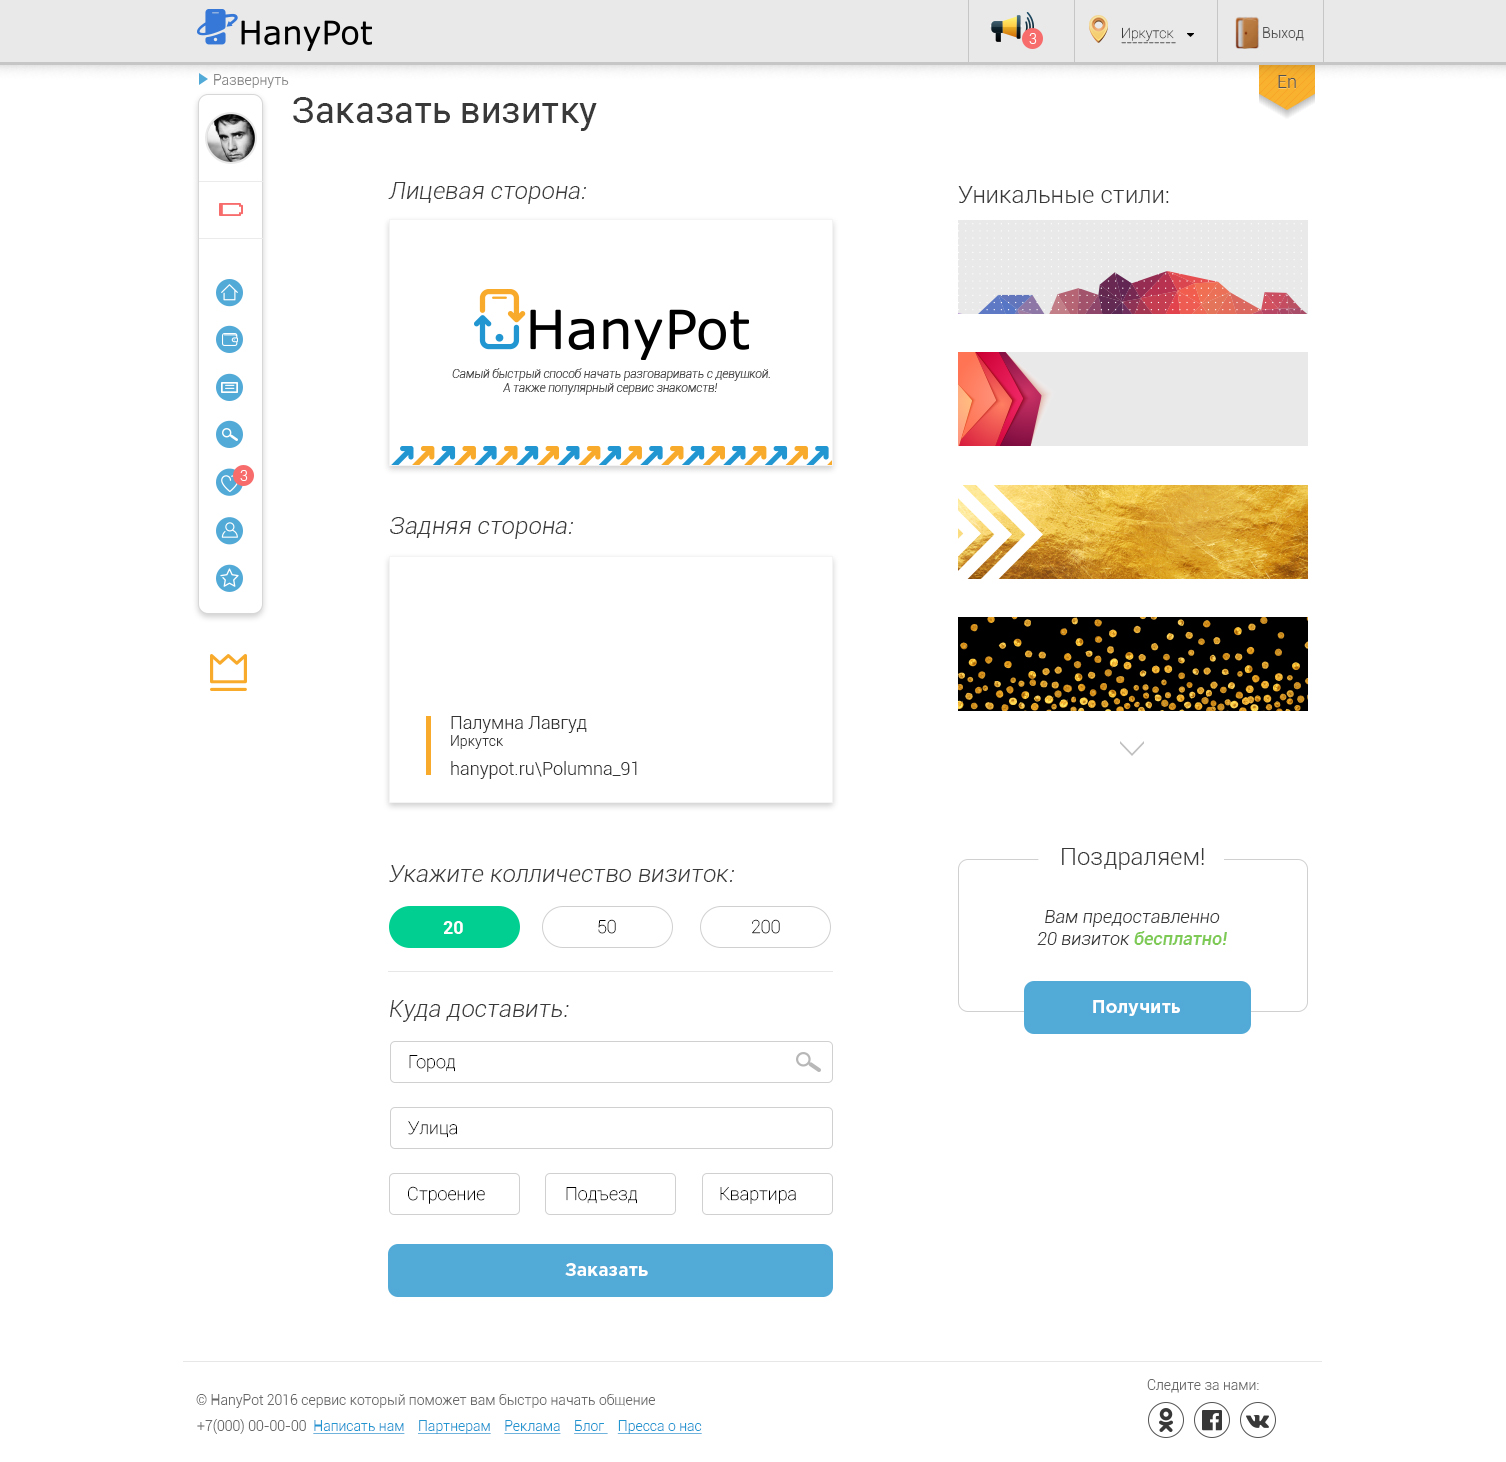 HanyPot
3
Иркутск
Выход
Развернуть
En
Заказать визитку
Лицевая сторона:
HanyPot
Самый быстрый способ начать разговаривать с девушкой.
А также популярный сервис знакомств!
3
Задняя сторона:
Палумна Лавгуд
Иркутск
hanypot.ru\Polumna_91
Укажите колличество визиток:
20
50
200
Куда доставить:
Город
Улица
Строение
Подъезд
Квартира
Заказать
Уникальные стили:
Поздраляем!
Вам предоставленно
20 визиток бесплатно!
Получить
© HanyPot 2016 сервис который поможет вам быстро начать общение
+7(000) 00-00-00 Написать нам Партнерам Реклама Блог Пресса о нас
Следите за нами: